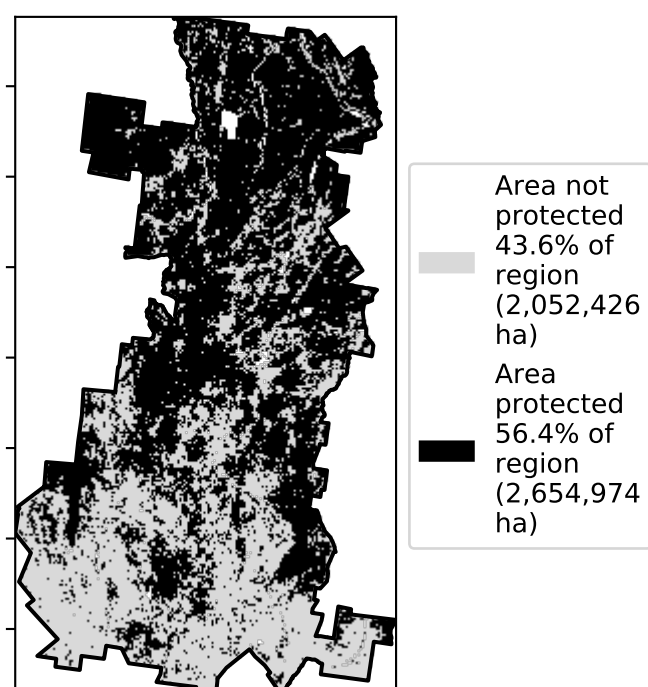 Area not
protected
43.6% of
region
(2,052,426
ha)
Area
protected
56.4% of
region
(2,654,974
ha)